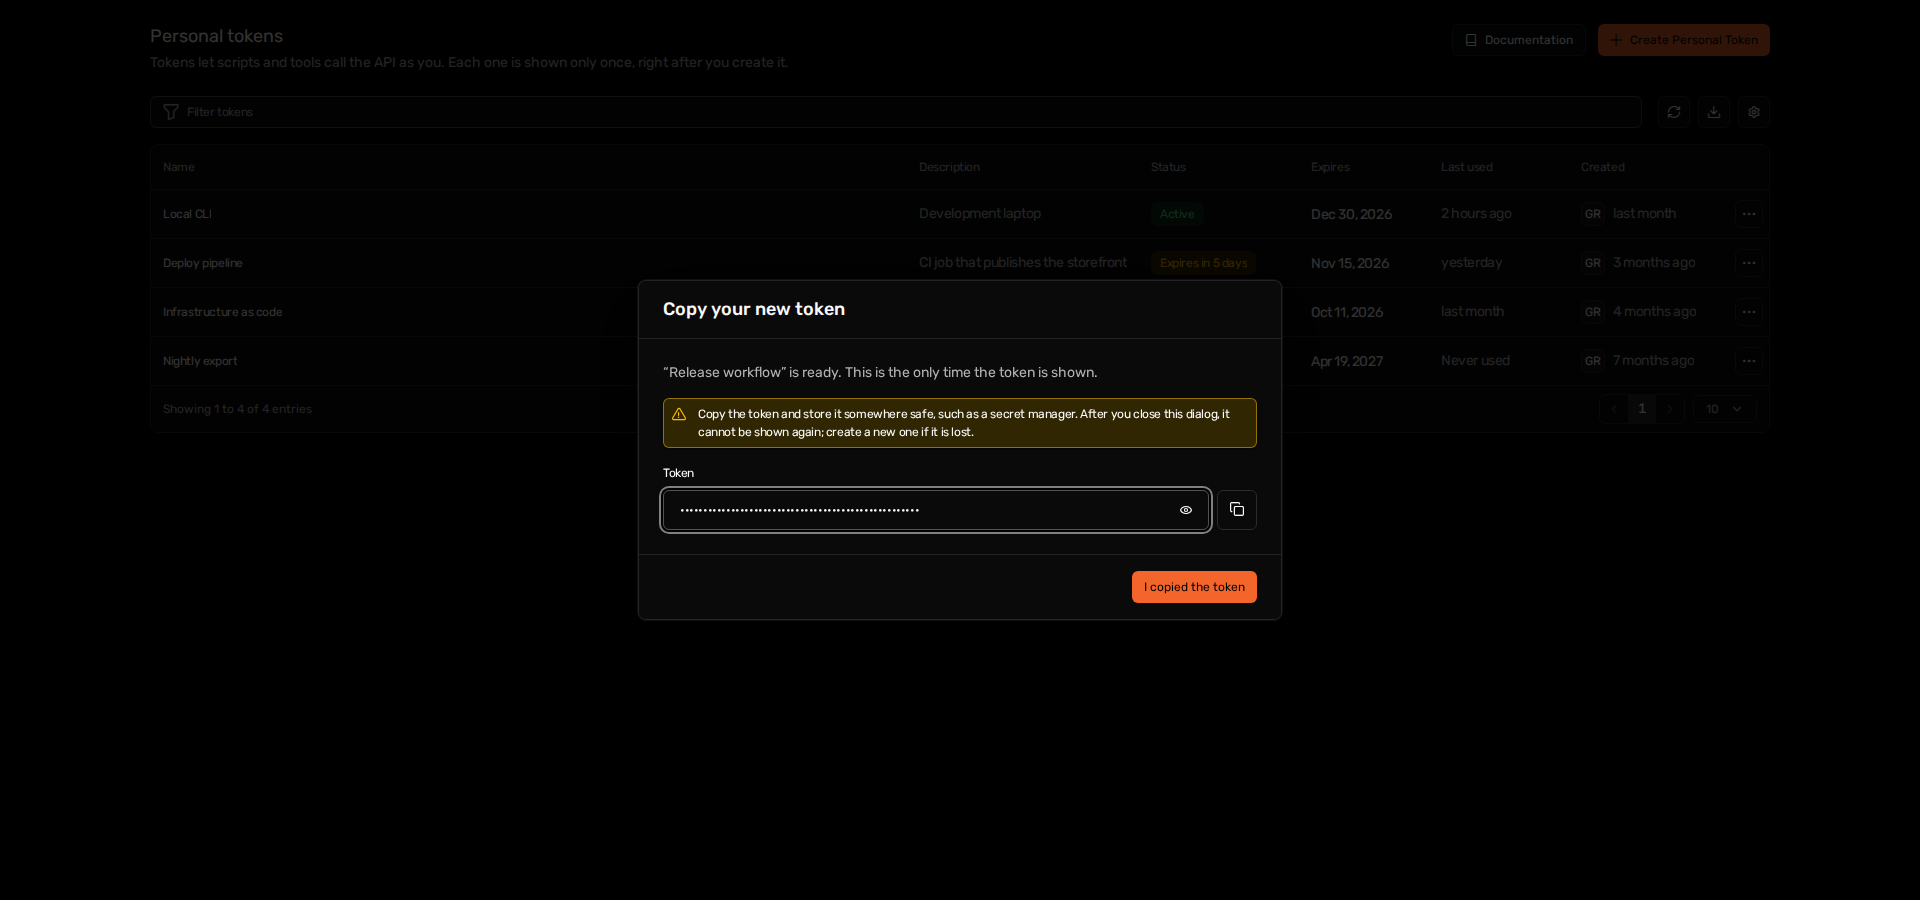 Personal tokens
Tokens let scripts and tools call the API as you. Each one is shown only once, right after you create it.
Documentation
Create Personal Token
Filter tokens
Name Description Status Expires Last used Created
Local CLI Development laptop Active Dec 30, 2026 2 hours ago GR last month
Deploy pipeline CI job that publishes the storefront Expires in 5 days Nov 15, 2026 yesterday GR 3 months ago
Infrastructure as code Oct 11, 2026 last month GR 4 months ago
Nightly export Apr 19, 2027 Never used GR 7 months ago
Showing 1 to 4 of 4 entries 1 10
Copy your new token
“Release workflow” is ready. This is the only time the token is shown.
Copy the token and store it somewhere safe, such as a secret manager. After you close this dialog, it
cannot be shown again; create a new one if it is lost.
Token
I copied the token